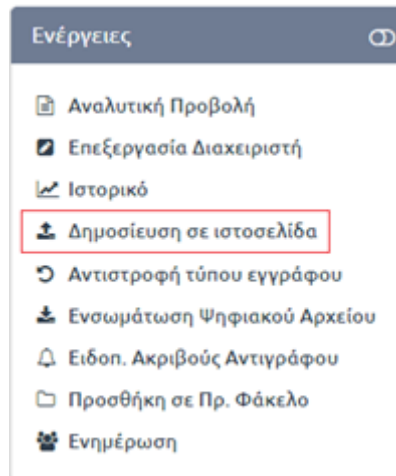 Ενέργειες
Αναλυτική Προβολή
Επεξεργασία Διαχειριστή
Ιστορικό
Δημοσίευση σε ιστοσελίδα
Αντιστροφή τύπου εγγράφου
Ενσωμάτωση Ψηφιακού Αρχείου
Ειδοπ. Ακριβούς Αντιγράφου
Προσθήκη σε Πρ. Φάκελο
Ενημέρωση